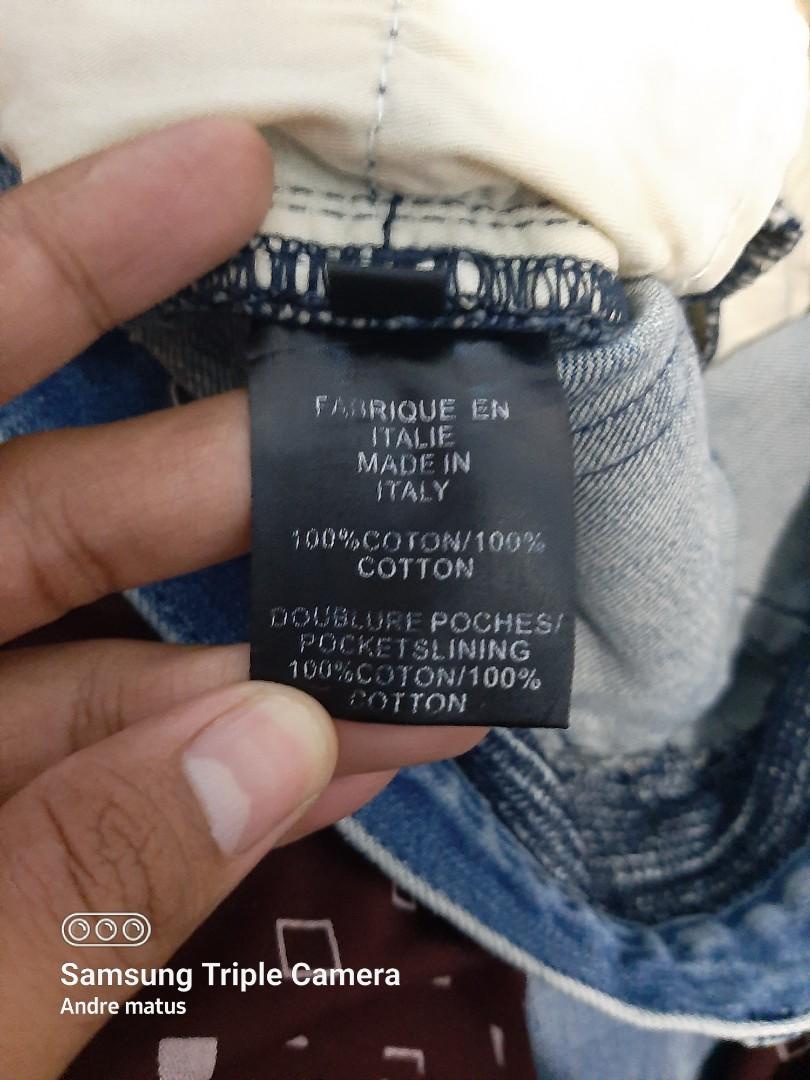 FABRIQUE EN
ITALIE
MADE IN
ITALY
100%COTON/100%
COTTON
DOUBLURE POCHES/
POCKETSLINING
100%COTON/100%
COTTON
Samsung Triple Camera
Andre matus